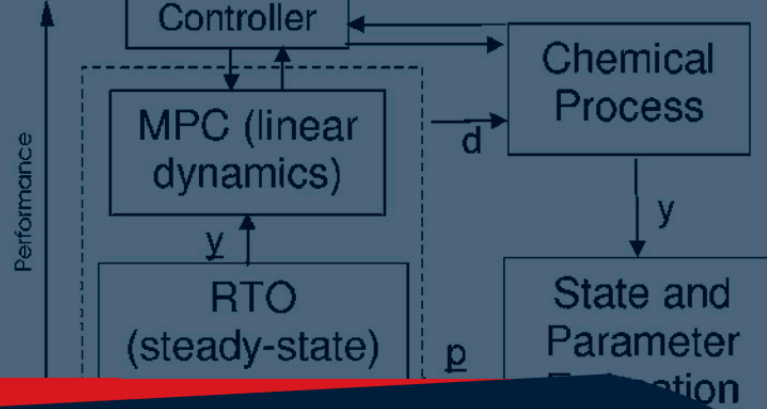 Controller
Chemical
Process
MPC (linear
dynamics)
d
Performance
y
y
RTO
(steady-state)
p
State and
Parameter